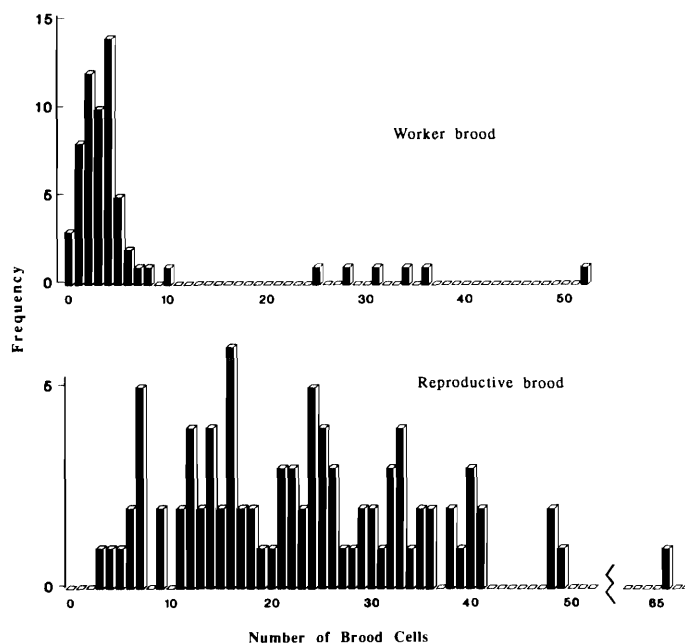 15
10
5
0
Worker brood
0 10 20 30 40 50
Frequency
5
0
Reproductive brood
0 10 20 30 40 50 65
Number of Brood Cells